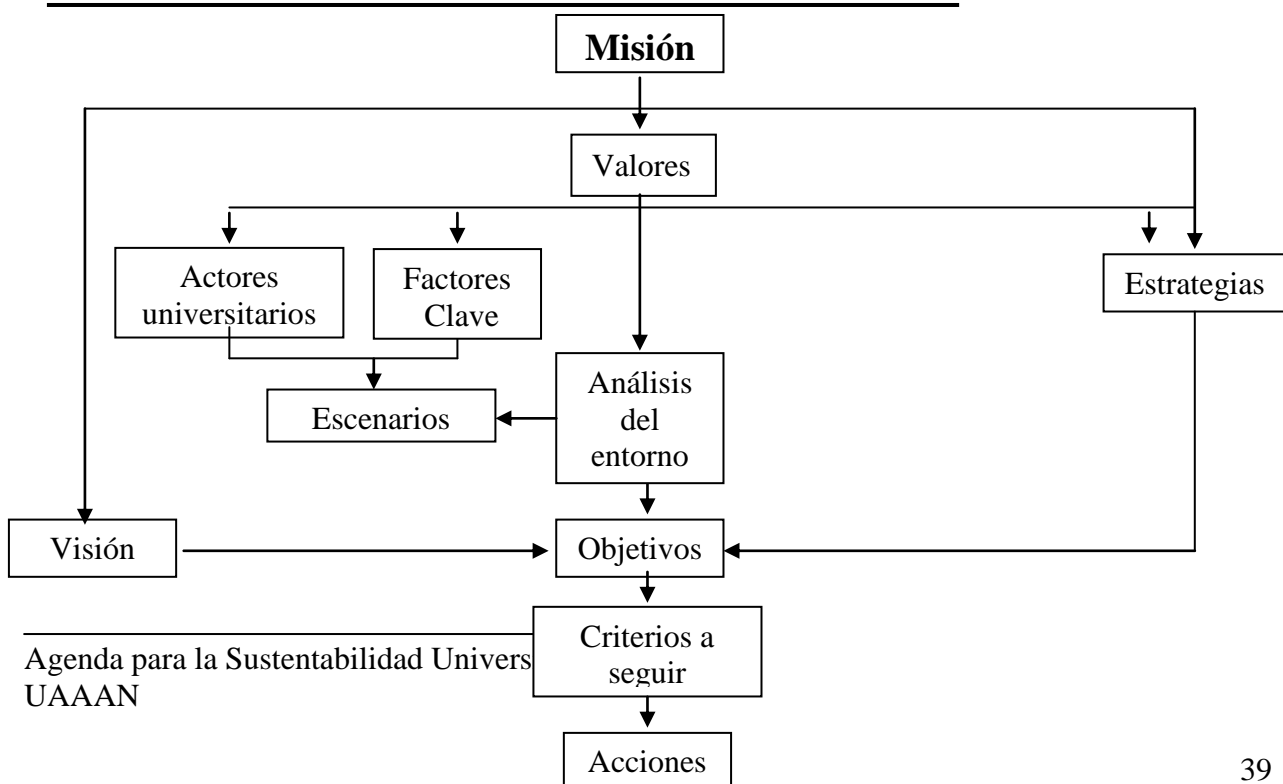 Misión
Valores
Actores
universitarios
Factores
Clave
Estrategias
Análisis
del
entorno
Escenarios
Visión
Objetivos
Criterios a
seguir
Agenda para la Sustentabilidad Univers
UAAAN
Acciones
39